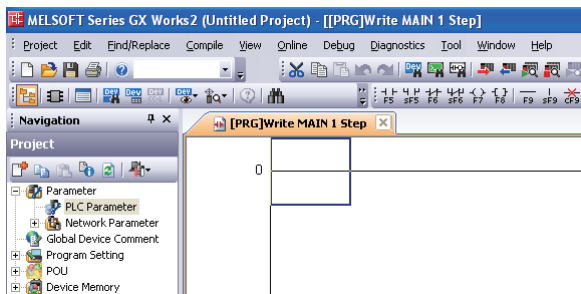 MELSOFT Series GX Works2 (Untitled Project) - [[PRG]Write MAIN 1 Step]
Project Edit Find/Replace Compile View Online Debug Diagnostics Tool Window Help
F5 sF5 F6 sF6 F7 F8 F9 sF9 cF9
Navigation
[PRG]Write MAIN 1 Step
Project
0
Parameter
PLC Parameter
Network Parameter
Global Device Comment
Program Setting
POU
Device Memory